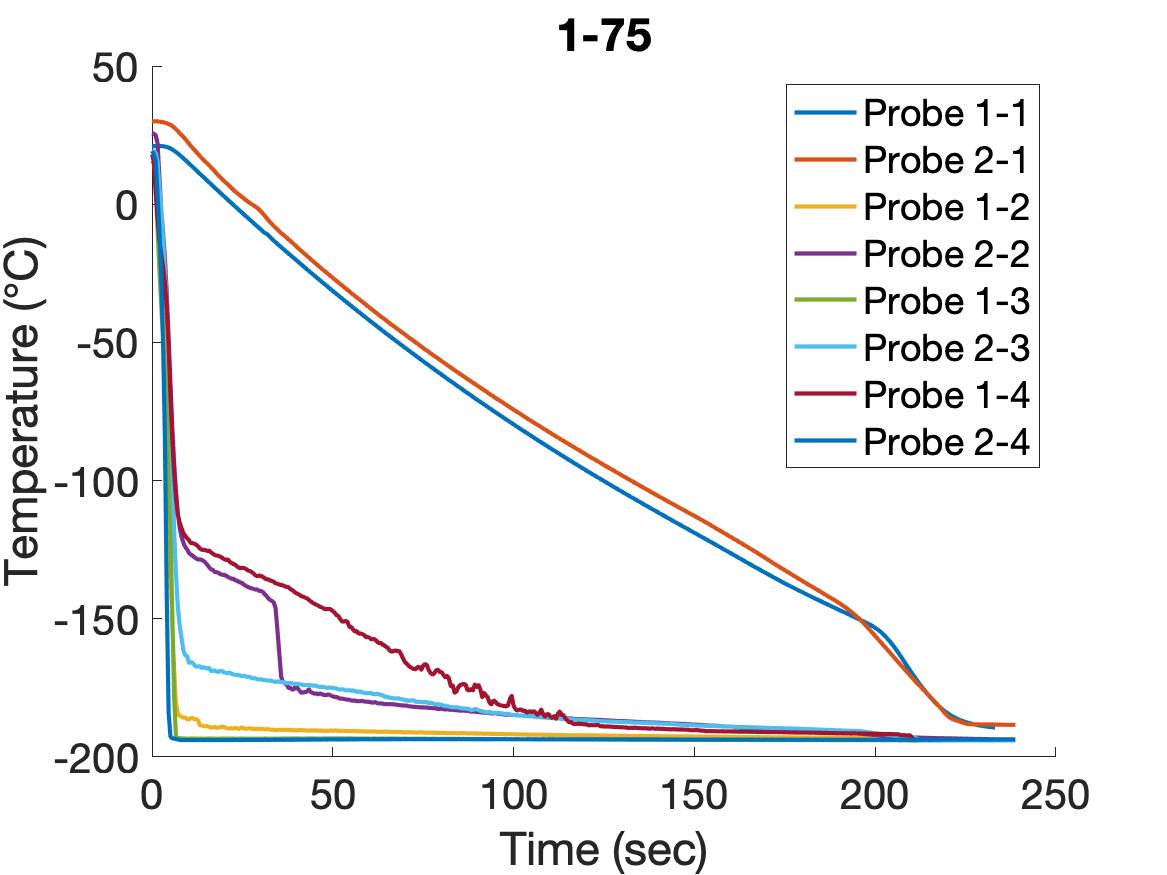 1-75
50
0
-50
-100
-150
-200
0 50 100 150 200 250
Temperature (°C)
Time (sec)
Probe 1-1
Probe 2-1
Probe 1-2
Probe 2-2
Probe 1-3
Probe 2-3
Probe 1-4
Probe 2-4